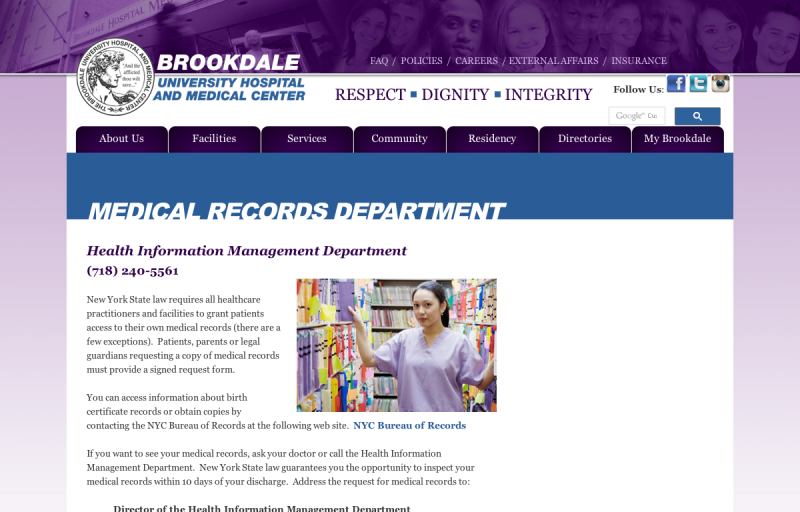 BROOKDALE HOSPITAL MEDI
FAQ / POLICIES / CAREERS / EXTERNAL AFFAIRS / INSURANCE
THE BROOKDALE UNIVERSITY HOSPITAL AND MEDICAL CENTER
"And the
afflicted
thou wilt
save..."
BROOKDALE
UNIVERSITY HOSPITAL
AND MEDICAL CENTER
RESPECT ■ DIGNITY ■ INTEGRITY
Follow Us:
Google™
About Us
Facilities
Services
Community
Residency
Directories
My Brookdale
MEDICAL RECORDS DEPARTMENT
Health Information Management Department
(718) 240-5561
New York State law requires all healthcare
practitioners and facilities to grant patients
access to their own medical records (there are a
few exceptions). Patients, parents or legal
guardians requesting a copy of medical records
must provide a signed request form.
You can access information about birth
certificate records or obtain copies by
contacting the NYC Bureau of Records at the following web site. NYC Bureau of Records
If you want to see your medical records, ask your doctor or call the Health Information
Management Department. New York State law guarantees you the opportunity to inspect your
medical records within 10 days of your discharge. Address the request for medical records to:
Director of the Health Information Management Department